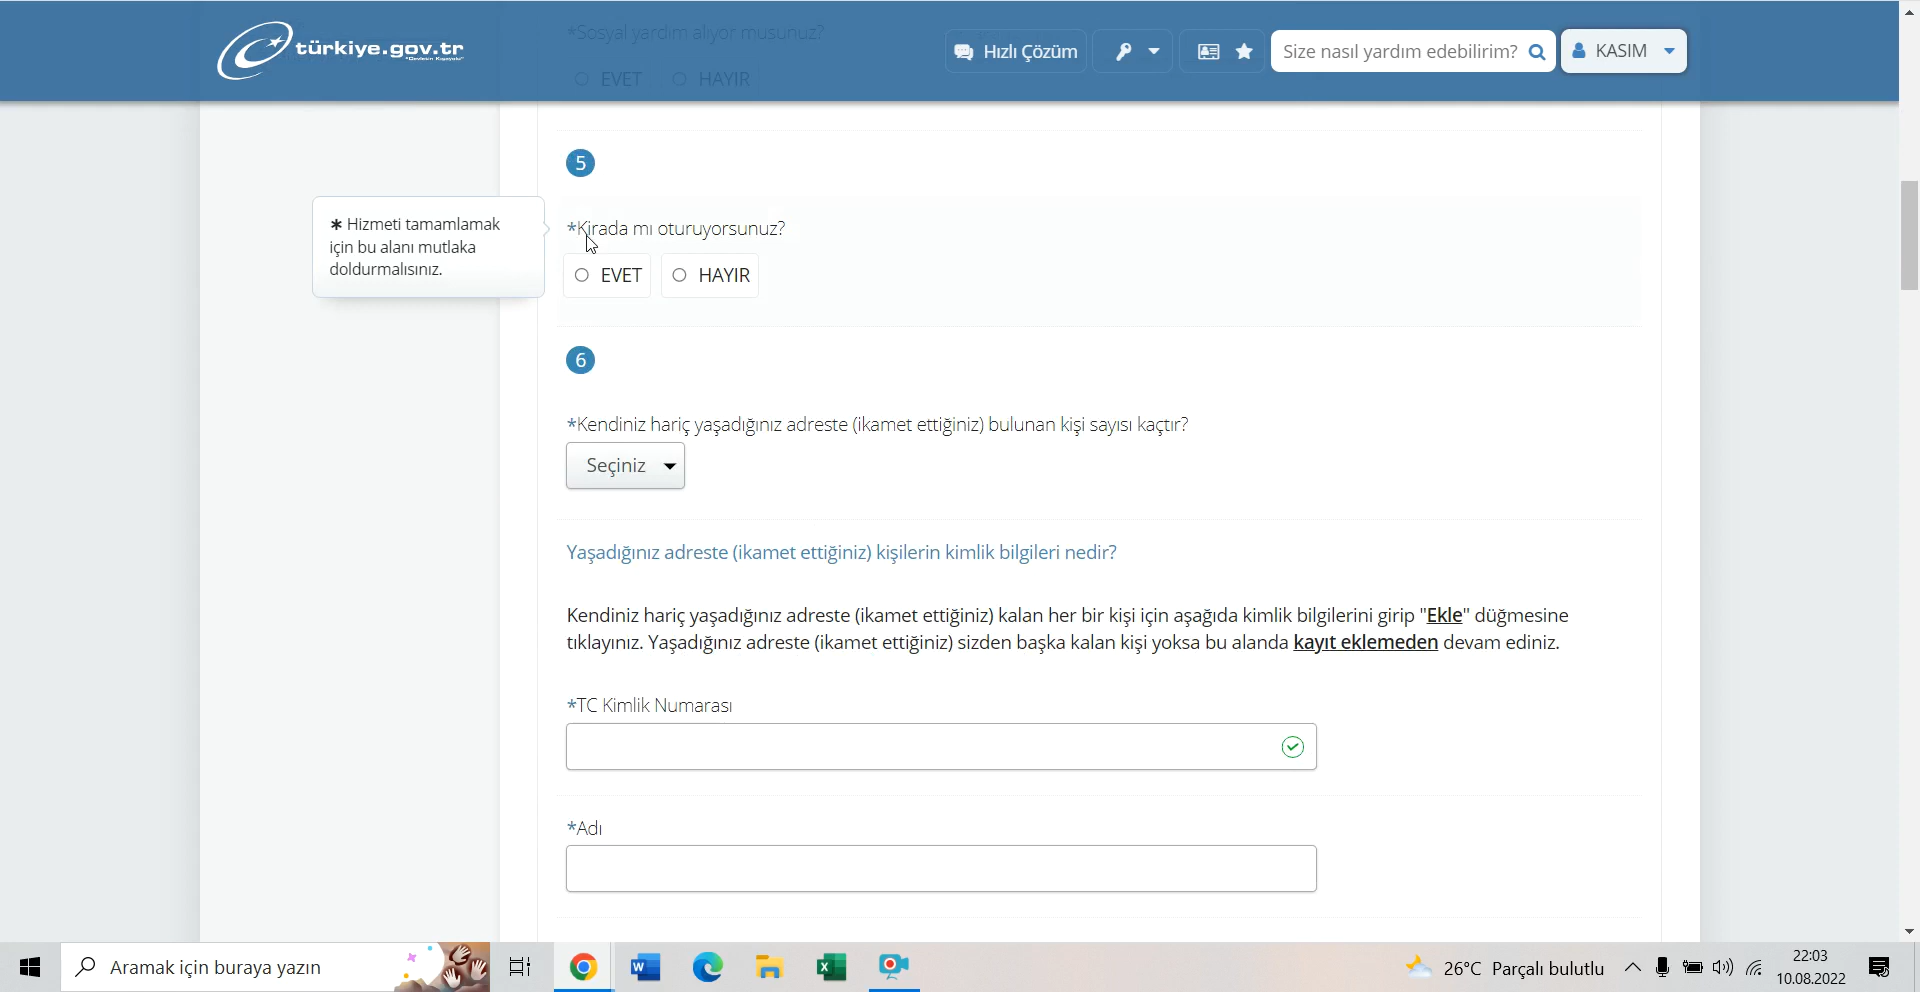 türkiye.gov.tr
*Sosyal yardım alıyor musunuz?
EVET HAYIR
Hızlı Çözüm
Size nasıl yardım edebilirim?
KASIM
5
* Hizmeti tamamlamak
için bu alanı mutlaka
doldurmalısınız.
*Kirada mı oturuyorsunuz?
EVET HAYIR
6
*Kendiniz hariç yaşadığınız adreste (ikamet ettiğiniz) bulunan kişi sayısı kaçtır?
Seçiniz
Yaşadığınız adreste (ikamet ettiğiniz) kişilerin kimlik bilgileri nedir?
Kendiniz hariç yaşadığınız adreste (ikamet ettiğiniz) kalan her bir kişi için aşağıda kimlik bilgilerini girip "Ekle" düğmesine
tıklayınız. Yaşadığınız adreste (ikamet ettiğiniz) sizden başka kalan kişi yoksa bu alanda kayıt eklemeden devam ediniz.
*TC Kimlik Numarası
*Adı
Aramak için buraya yazın
26°C Parçalı bulutlu
22:03
10.08.2022